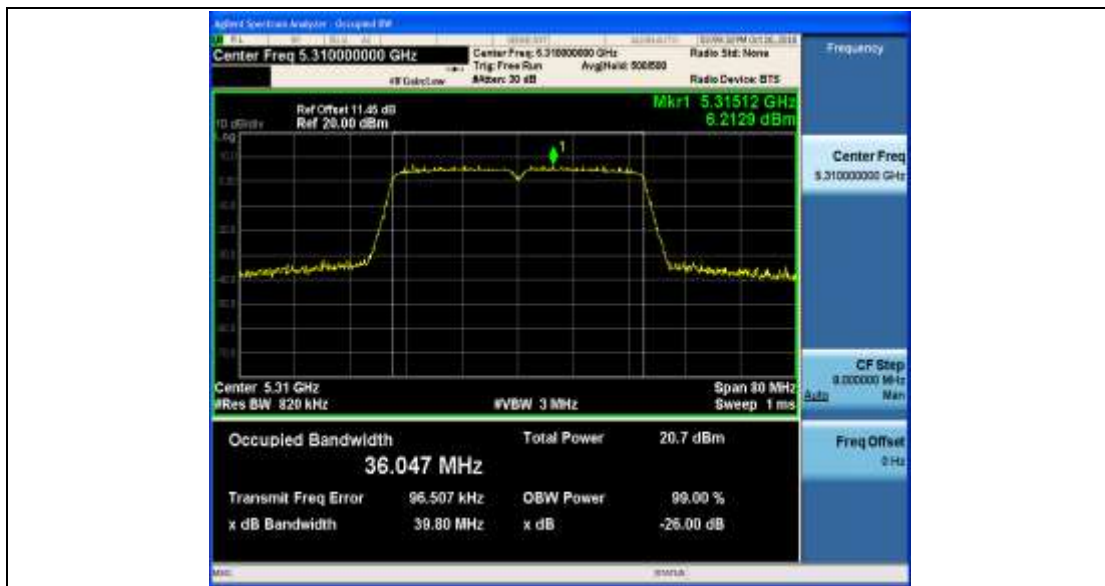 Agilent Spectrum Analyzer - Occupied BW
Center Freq 5.310000000 GHz
Center Freq: 5.310000000 GHz
Radio Std: None
Trig: Free Run
Avg|Hold: 500/500
#IFGain:Low
#Atten: 30 dB
Radio Device: BTS
Frequency
Ref Offset 11.45 dB
Ref 20.00 dBm
10 dB/div
Log
Mkr1 5.31512 GHz
6.2129 dBm
1
Center Freq
5.310000000 GHz
Center 5.31 GHz
Span 80 MHz
#Res BW 820 kHz
#VBW 3 MHz
Sweep 1 ms
CF Step
8.000000 MHz
Auto
Man
Occupied Bandwidth
36.047 MHz
Total Power
20.7 dBm
Freq Offset
0 Hz
Transmit Freq Error
96.507 kHz
OBW Power
99.00 %
x dB Bandwidth
39.80 MHz
x dB
-26.00 dB
MSG
STATUS